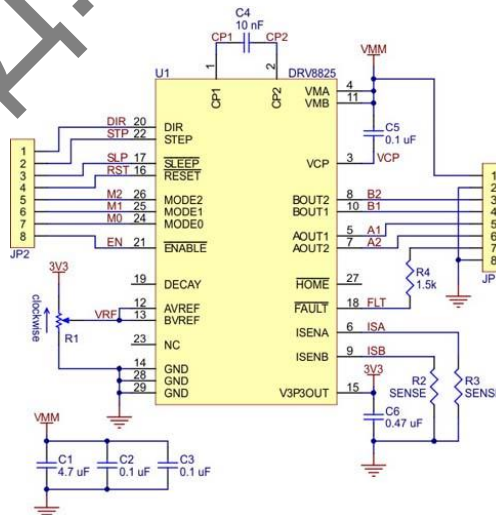 C4
10 nF
CP1 CP2
U1 DRV8825
1 2
CP1 CP2
VMM
VMA 4
VMB 11
C5
0.1 uF
VCP 3 VCP
1 DIR 20 DIR
2 STP 22 STEP
3 SLP 17 SLEEP
4 RST 16 RESET
5 M2 26 MODE2
6 M1 25 MODE1
7 M0 24 MODE0
8 EN 21 ENABLE
JP2
BOUT2 8 B2
BOUT1 10 B1
AOUT1 5 A1
AOUT2 7 A2
1
2
3
4
5
6
7
8
JP
3V3
19 DECAY
HOME 27
R4
1.5k
clockwise
R1
VRF
12 AVREF
13 BVREF
FAULT 18 FLT
23 NC
ISENA 6 ISA
ISENB 9 ISB
14 GND
28 GND
29 GND
3V3
V3P3OUT 15
R2
SENSE
R3
SENSE
C6
0.47 uF
VMM
C1
4.7 uF
C2
0.1 uF
C3
0.1 uF